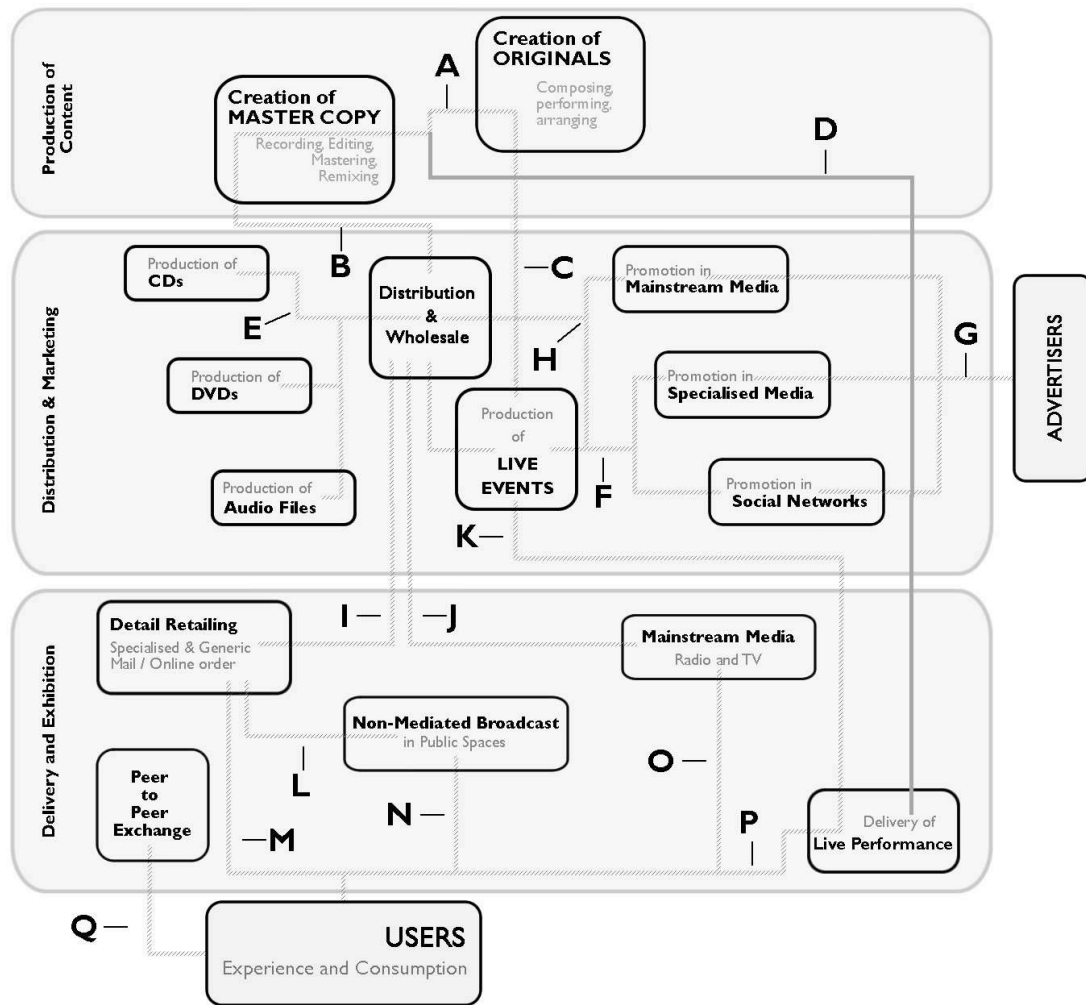 Production of
Content
Creation of
ORIGINALS
Composing,
performing,
arranging
A
Creation of
MASTER COPY
Recording, Editing,
Mastering,
Remixing
D
B
C
Distribution & Marketing
Production of
CDs
E
Distribution
&
Wholesale
H
Promotion in
Mainstream Media
G
ADVERTISERS
Production of
DVDs
Promotion in
Specialised Media
Production of
LIVE
EVENTS
F
Production of
Audio Files
Promotion in
Social Networks
K
Delivery and Exhibition
Detail Retailing
Specialised & Generic
Mail / Online order
I
J
Mainstream Media
Radio and TV
Non-Mediated Broadcast
in Public Spaces
L
O
Peer
to
Peer
Exchange
M
N
P
Delivery of
Live Performance
Q
USERS
Experience and Consumption